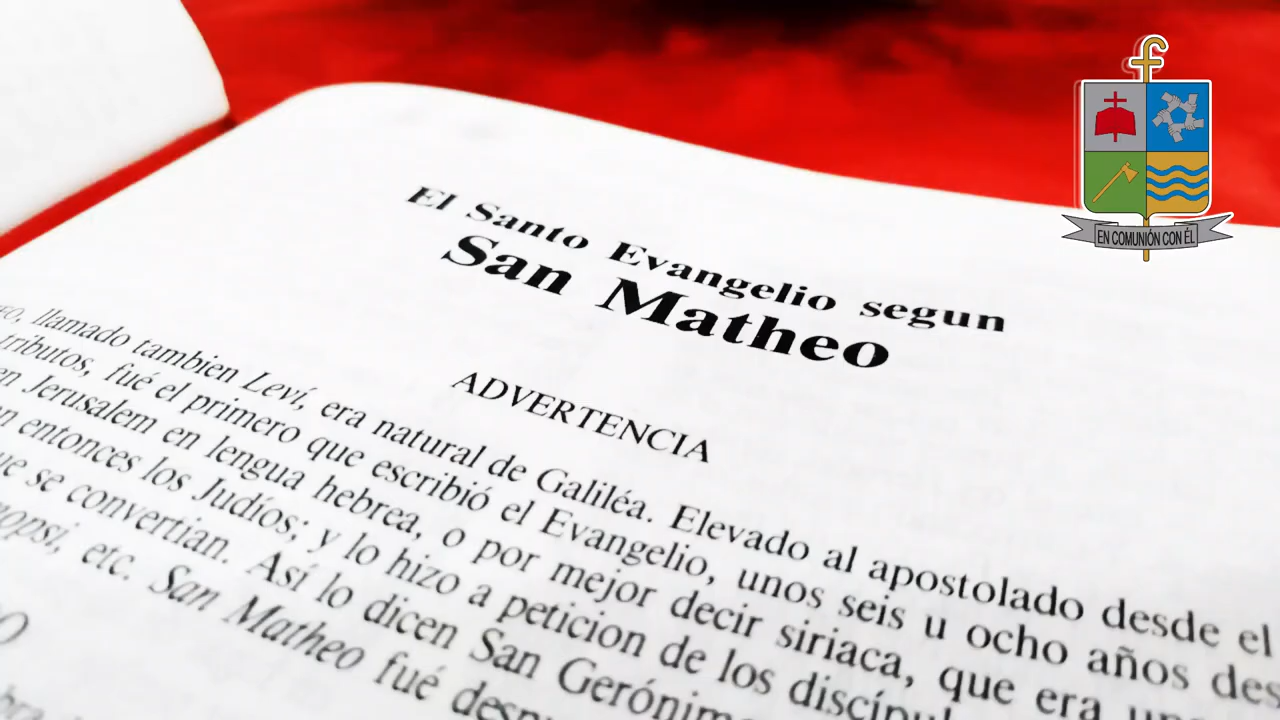 El Santo Evangelio segun
San Matheo
ADVERTENCIA
llamado tambien Leví, era natural de Galiléa. Elevado al apostolado desde el
tributos, fué el primero que escribió el Evangelio, unos seis u ocho años des
en Jerusalem en lengua hebrea, o por mejor decir siriaca, que era
entonces los Judíos; y lo hizo a peticion de los
se convertian. Así lo dicen San
etc. San Matheo fué
EN COMUNIÓN CON ÉL